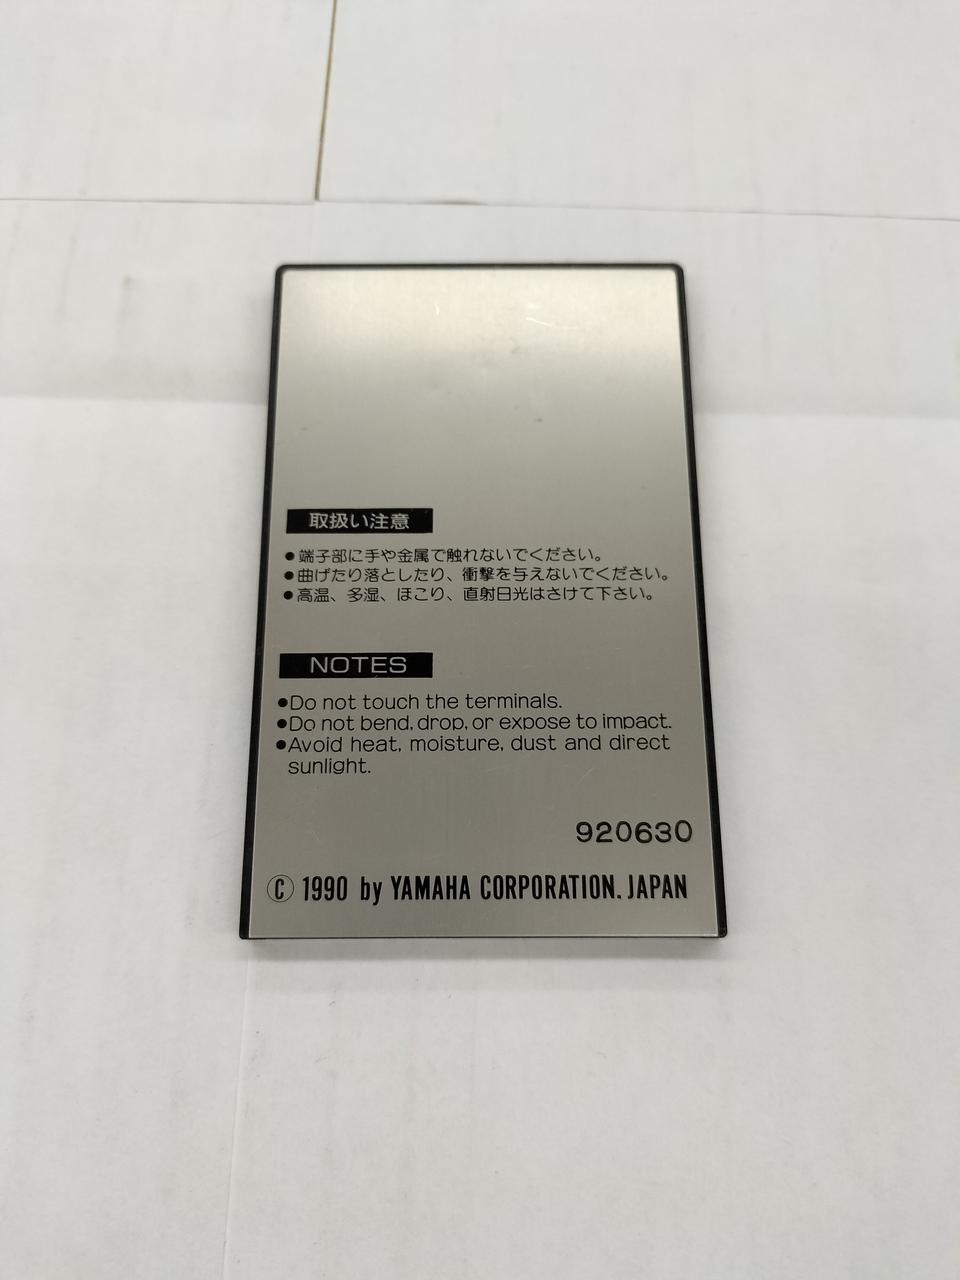 取扱い注意
●端子部に手や金属で触れないでください。
●曲げたり落としたり、衝撃を与えないでください。
●高温、多湿、ほこり、直射日光はさけて下さい。
NOTES
●Do not touch the terminals.
●Do not bend, drop, or expose to impact.
●Avoid heat, moisture, dust and direct
sunlight.
920630
© 1990 by YAMAHA CORPORATION. JAPAN